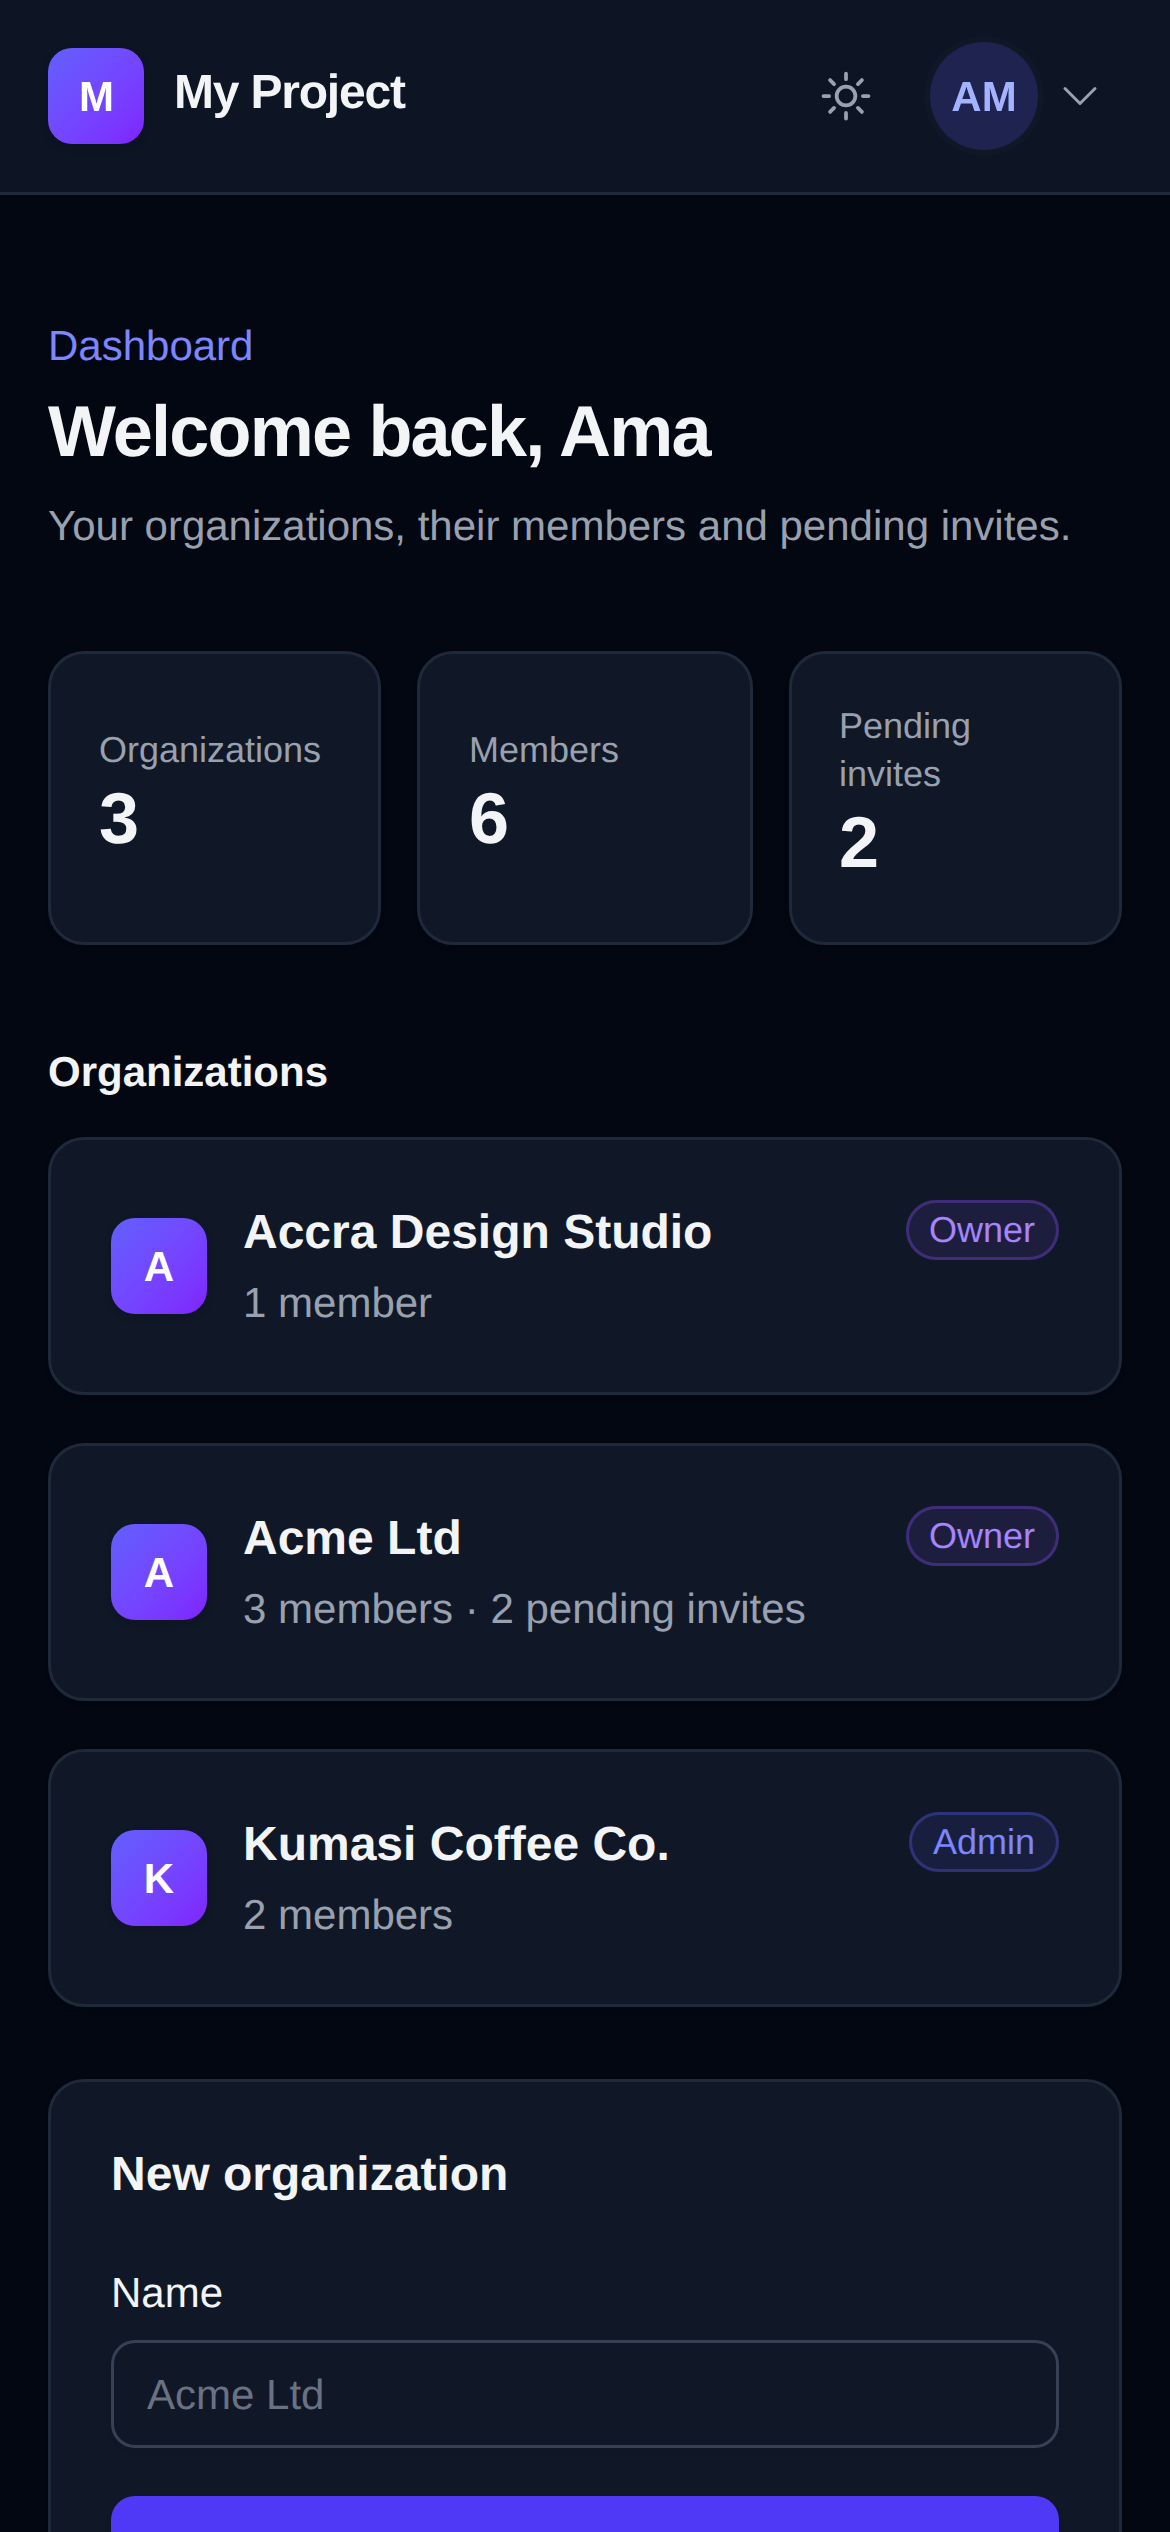 M My Project AM
Dashboard
Welcome back, Ama
Your organizations, their members and pending invites.
Organizations
3
Members
6
Pending
invites
2
Organizations
A
Accra Design Studio
Owner
1 member
A
Acme Ltd
Owner
3 members · 2 pending invites
K
Kumasi Coffee Co.
Admin
2 members
New organization
Name
Acme Ltd